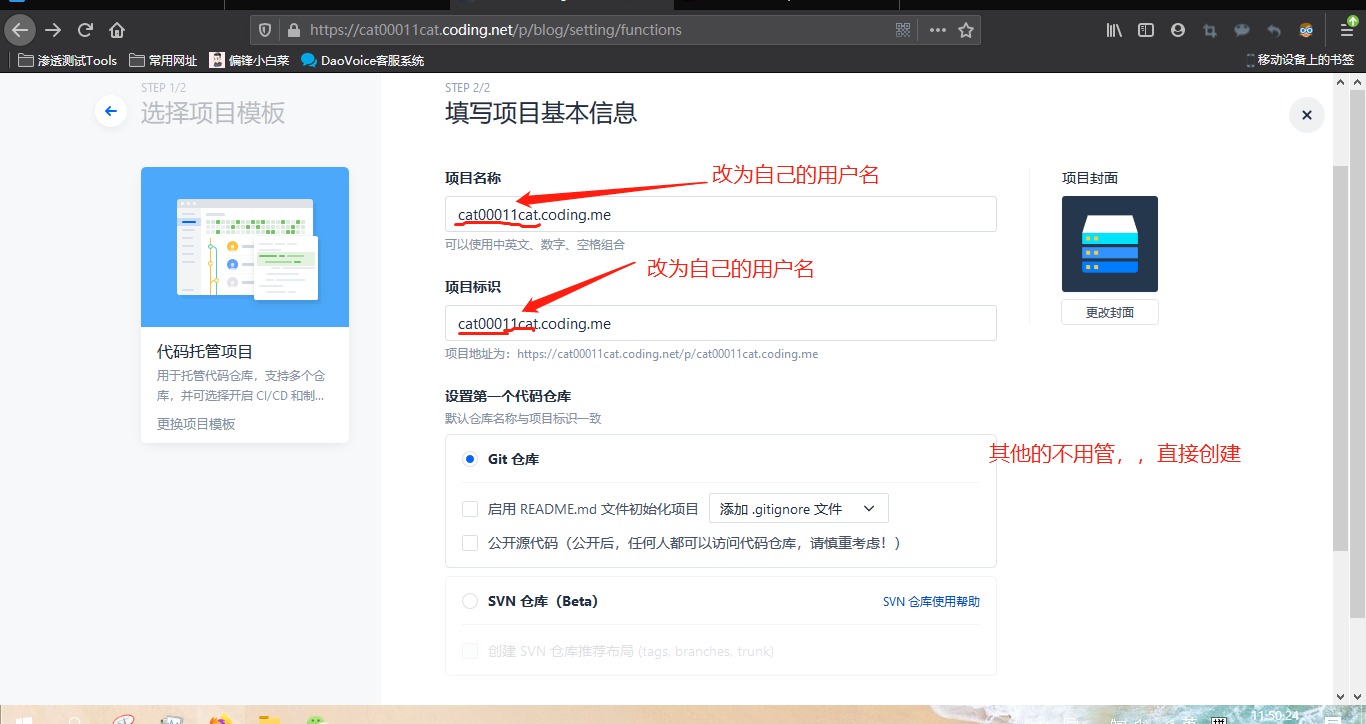 https://cat00011cat.coding.net/p/blog/setting/functions
渗透测试Tools
常用网址
偏锋小白菜
DaoVoice客服系统
移动设备上的书签
STEP 1/2
选择项目模板
代码托管项目
用于托管代码仓库，支持多个仓
库，并可选择开启 CI/CD 和制...
更换项目模板
STEP 2/2
填写项目基本信息
项目名称
改为自己的用户名
cat00011cat.coding.me
可以使用中英文、数字、空格组合
改为自己的用户名
项目标识
cat00011cat.coding.me
项目地址为：https://cat00011cat.coding.net/p/cat00011cat.coding.me
项目封面
更改封面
设置第一个代码仓库
默认仓库名称与项目标识一致
Git 仓库
其他的不用管，，直接创建
启用 README.md 文件初始化项目
添加 .gitignore 文件
公开源代码（公开后，任何人都可以访问代码仓库，请慎重考虑！）
SVN 仓库（Beta）
SVN 仓库使用帮助
创建 SVN 仓库推荐布局 (tags, branches, trunk)
11:50:24